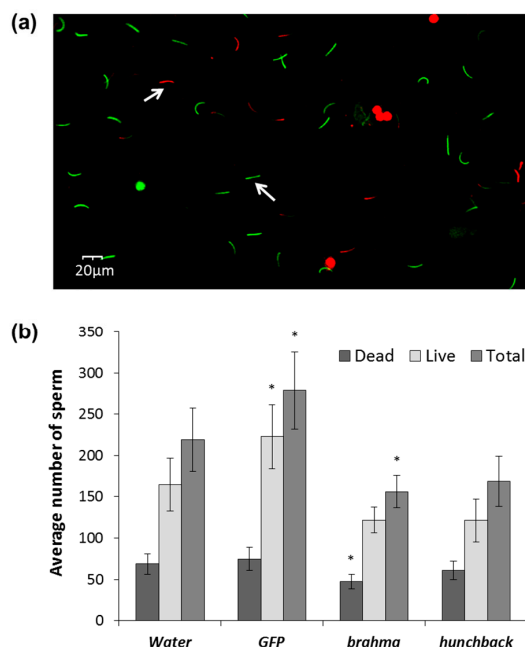 (a)
20μm
(b)
Average number of sperm
350
300
250
200
150
100
50
0
Dead Live Total
* *
* *
Water GFP brahma hunchback